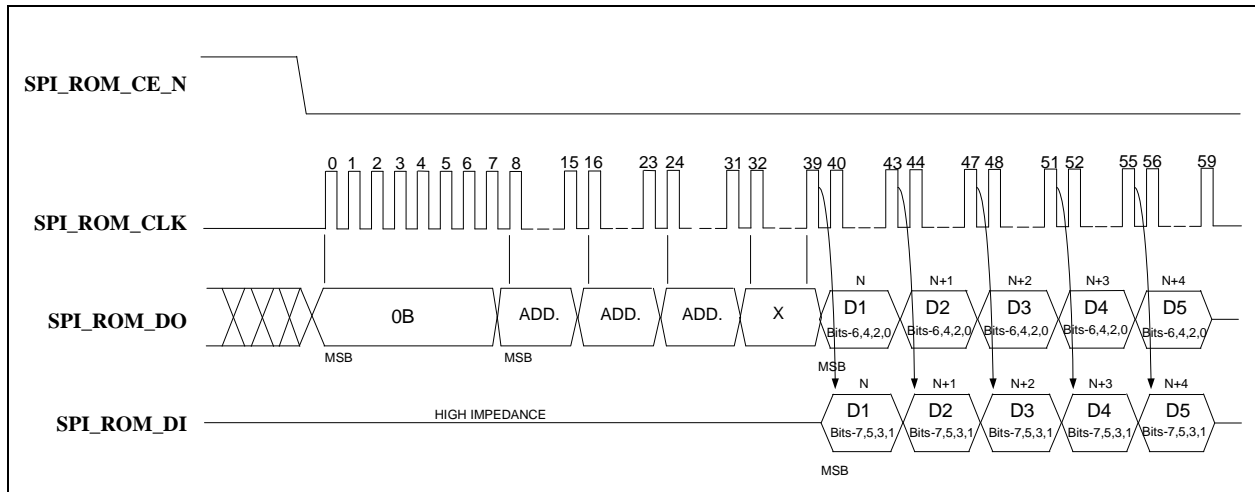 SPI_ROM_CE_N
0 1 2 3 4 5 6 7 8 15 16 23 24 31 32 39 40 43 44 47 48 51 52 55 56 59
SPI_ROM_CLK
N N+1 N+2 N+3 N+4
SPI_ROM_DO
0B ADD. ADD. ADD. X D1 D2 D3 D4 D5
Bits-6,4,2,0 Bits-6,4,2,0 Bits-6,4,2,0 Bits-6,4,2,0 Bits-6,4,2,0
MSB MSB MSB
N N+1 N+2 N+3 N+4
HIGH IMPEDANCE
SPI_ROM_DI
D1 D2 D3 D4 D5
Bits-7,5,3,1 Bits-7,5,3,1 Bits-7,5,3,1 Bits-7,5,3,1 Bits-7,5,3,1
MSB